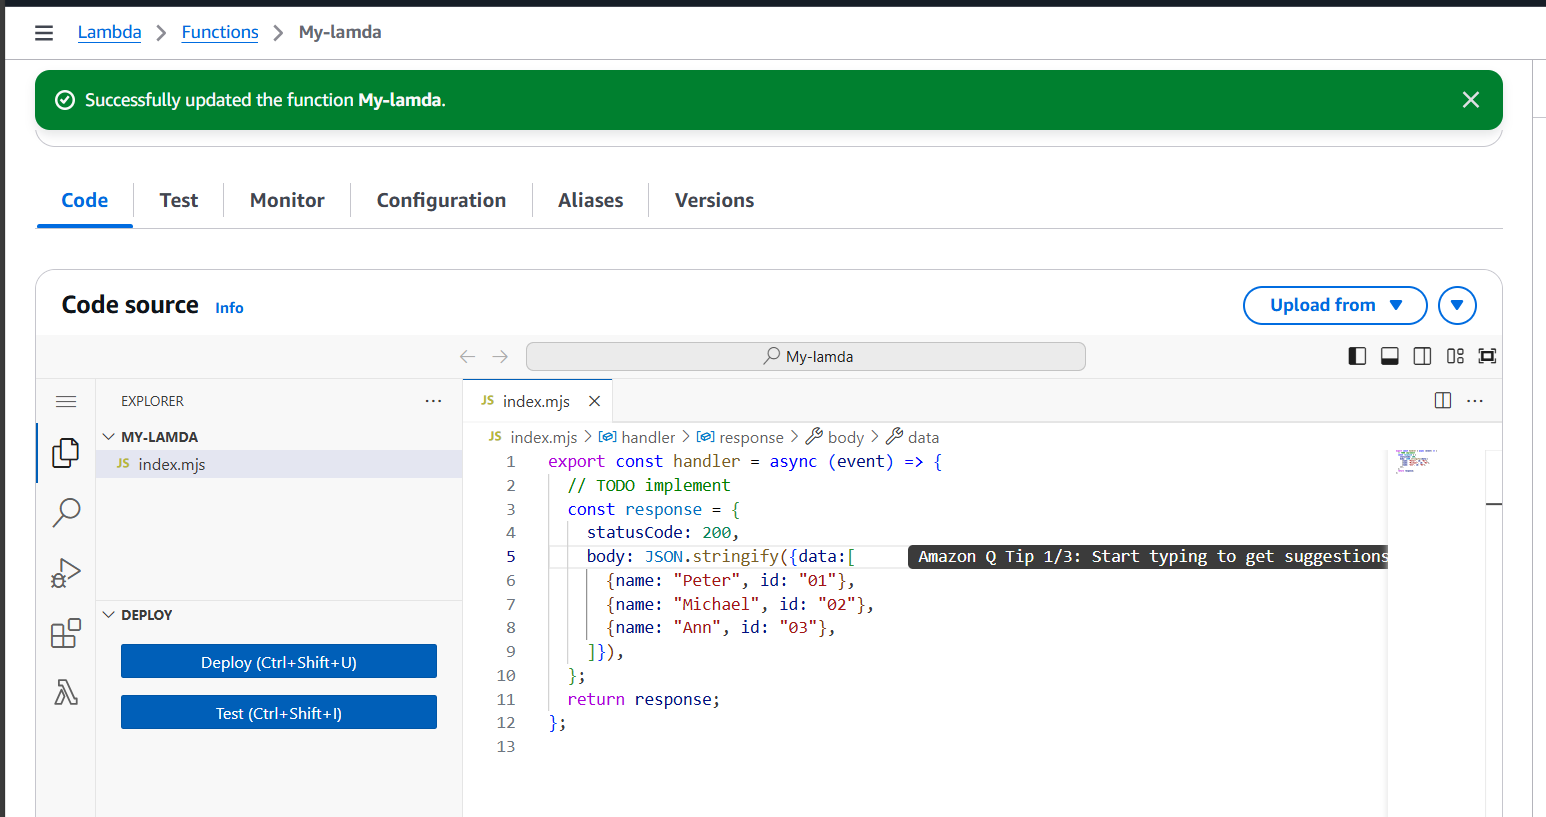 Lambda > Functions > My-lamda
Successfully updated the function My-lamda.
Code Test Monitor Configuration Aliases Versions
Code source Info
Upload from
My-lamda
EXPLORER
MY-LAMDA
JS index.mjs
DEPLOY
Deploy (Ctrl+Shift+U)
Test (Ctrl+Shift+I)
JS index.mjs
JS index.mjs > handler > response > body > data
1 export const handler = async (event) => {
2 // TODO implement
3 const response = {
4 statusCode: 200,
5 body: JSON.stringify({data:[ Amazon Q Tip 1/3: Start typing to get suggestions
6 {name: "Peter", id: "01"},
7 {name: "Michael", id: "02"},
8 {name: "Ann", id: "03"},
9 ]}),
10 };
11 return response;
12 };
13